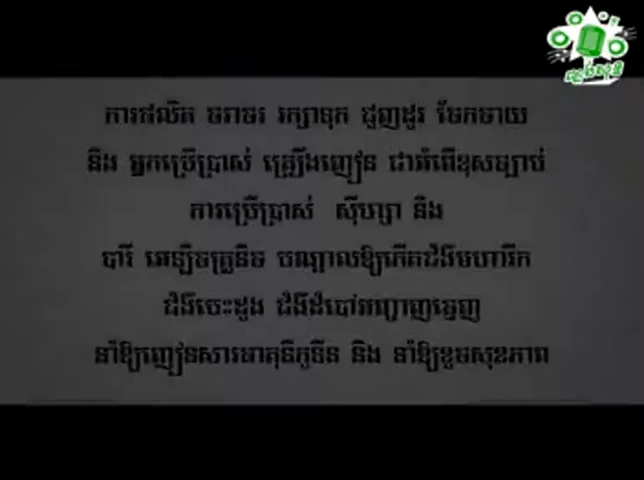 ការផលិត ចរាចរ រក្សាទុក ជួញដូរ ចែកចាយ
និង អ្នកប្រើប្រាស់ គ្រឿងញៀន ជាអំពើខុសច្បាប់
ការប្រើប្រាស់ ស៊ីហ្សា និង
បារី អេឡិចត្រូនិច បណ្ដាលឱ្យកើតជំងឺមហារីក
ជំងឺបេះដូង ជំងឺដំបៅអញ្ចាញធ្មេញ
នាំឱ្យញៀនសារធាតុនីកូទីន និង នាំឱ្យខូចសុខភាព